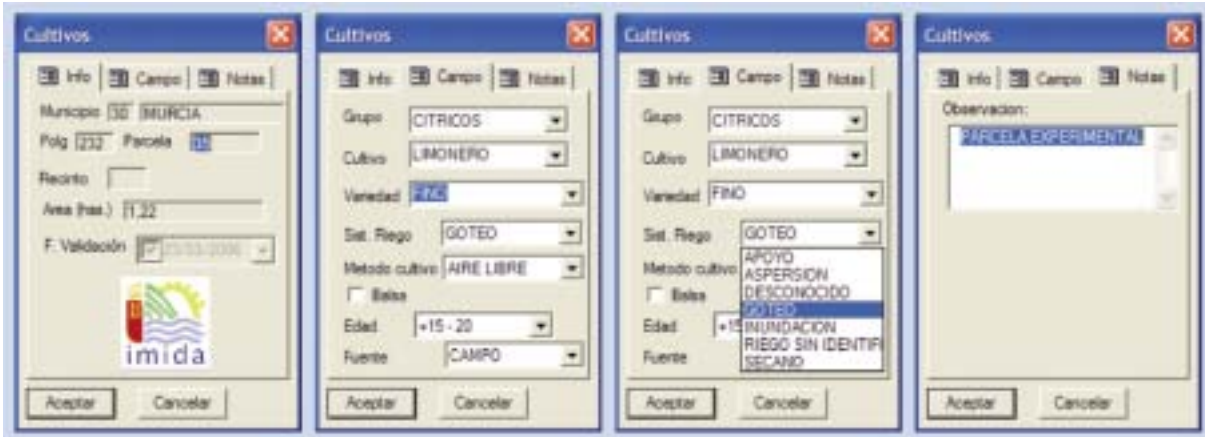 Cultivos
Info Campo Notas
Municipio 30 MURCIA
Polg 232 Parcela
Recinto
Area (has.) 1,22
F. Validación
imida
Aceptar Cancelar
Cultivos
Info Campo Notas
Grupo CITRICOS
Cultivo LIMONERO
Variedad FINO
Sist. Riego GOTEO
Metodo cultivo AIRE LIBRE
Balsa
Edad +15 - 20
Fuente CAMPO
Aceptar Cancelar
Cultivos
Info Campo Notas
Grupo CITRICOS
Cultivo LIMONERO
Variedad FINO
Sist. Riego GOTEO
APOYO
Metodo cultivo ASPERSION
Balsa DESCONOCIDO
GOTEO
Edad +15 INUNDACION
RIEGO SIN IDENTIFI
Fuente SECANO
Aceptar Cancelar
Cultivos
Info Campo Notas
Observacion:
PARCELA EXPERIMENTAL
Aceptar Cancelar